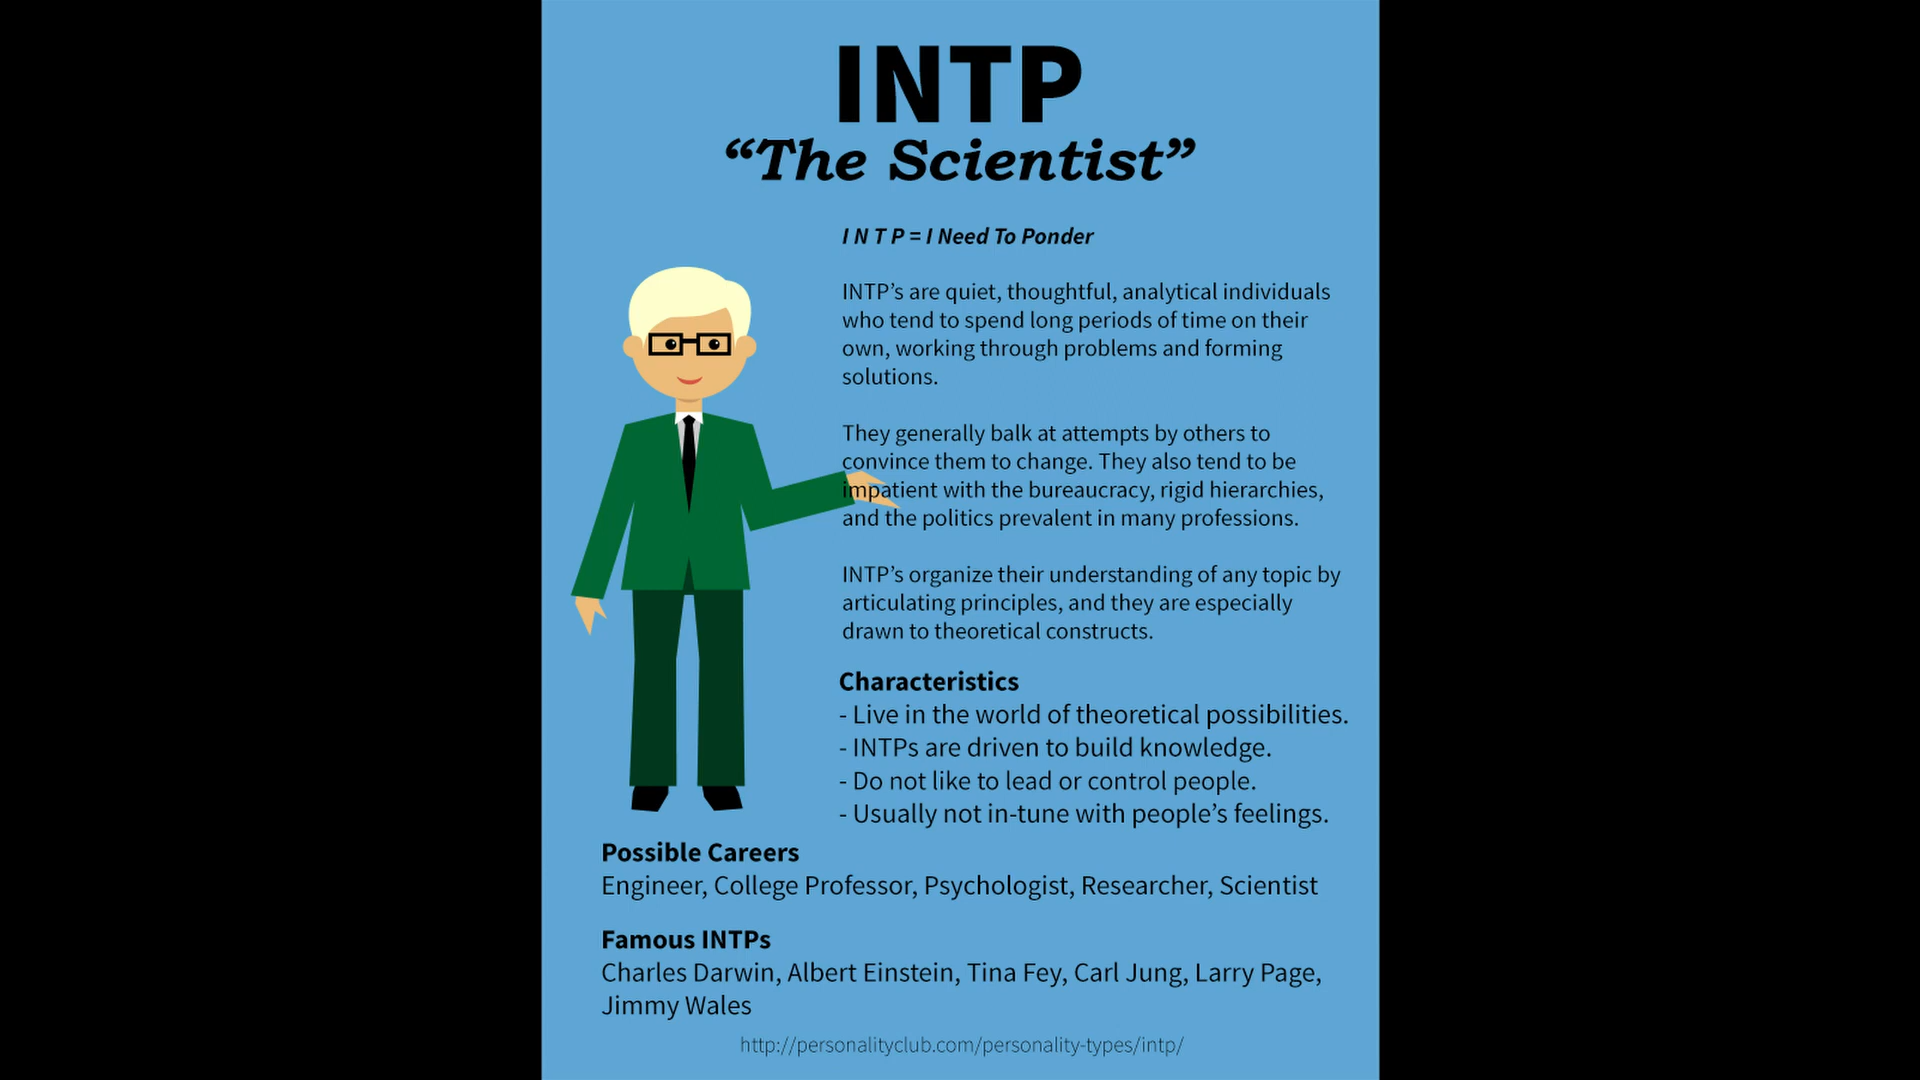 INTP
“The Scientist”
I N T P = I Need To Ponder
INTP’s are quiet, thoughtful, analytical individuals
who tend to spend long periods of time on their
own, working through problems and forming
solutions.
They generally balk at attempts by others to
convince them to change. They also tend to be
impatient with the bureaucracy, rigid hierarchies,
and the politics prevalent in many professions.
INTP’s organize their understanding of any topic by
articulating principles, and they are especially
drawn to theoretical constructs.
Characteristics
- Live in the world of theoretical possibilities.
- INTPs are driven to build knowledge.
- Do not like to lead or control people.
- Usually not in-tune with people’s feelings.
Possible Careers
Engineer, College Professor, Psychologist, Researcher, Scientist
Famous INTPs
Charles Darwin, Albert Einstein, Tina Fey, Carl Jung, Larry Page,
Jimmy Wales
http://personalityclub.com/personality-types/intp/